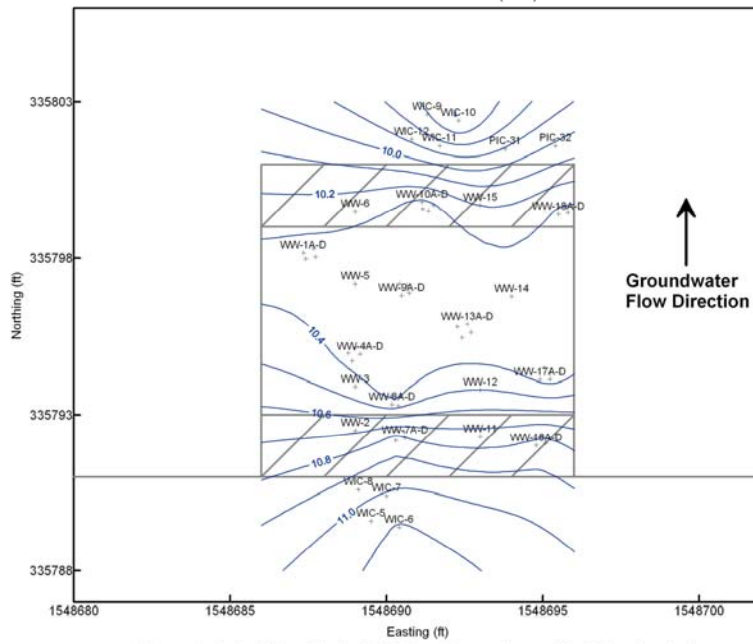 335803
WIC-9
WIC-10
WIC-12
WIC-11
PIC-31
PIC-32
10.0
10.2
WW-10A-D
WW-15
WW-6
WW-18A-D
335798
WW-1A-D
WW-5
WW-9A-D
WW-14
WW-13A-D
10.4
WW-4A-D
WW-3
WW-17A-D
WW-12
WW-8A-D
335793
10.6
WW-2
WW-7A-D
WW-11
WW-16A-D
10.8
WIC-8
WIC-7
11.0
WIC-5
WIC-6
335788
Northing (ft)
Groundwater
Flow Direction
1548680
1548685
1548690
1548695
1548700
Easting (ft)